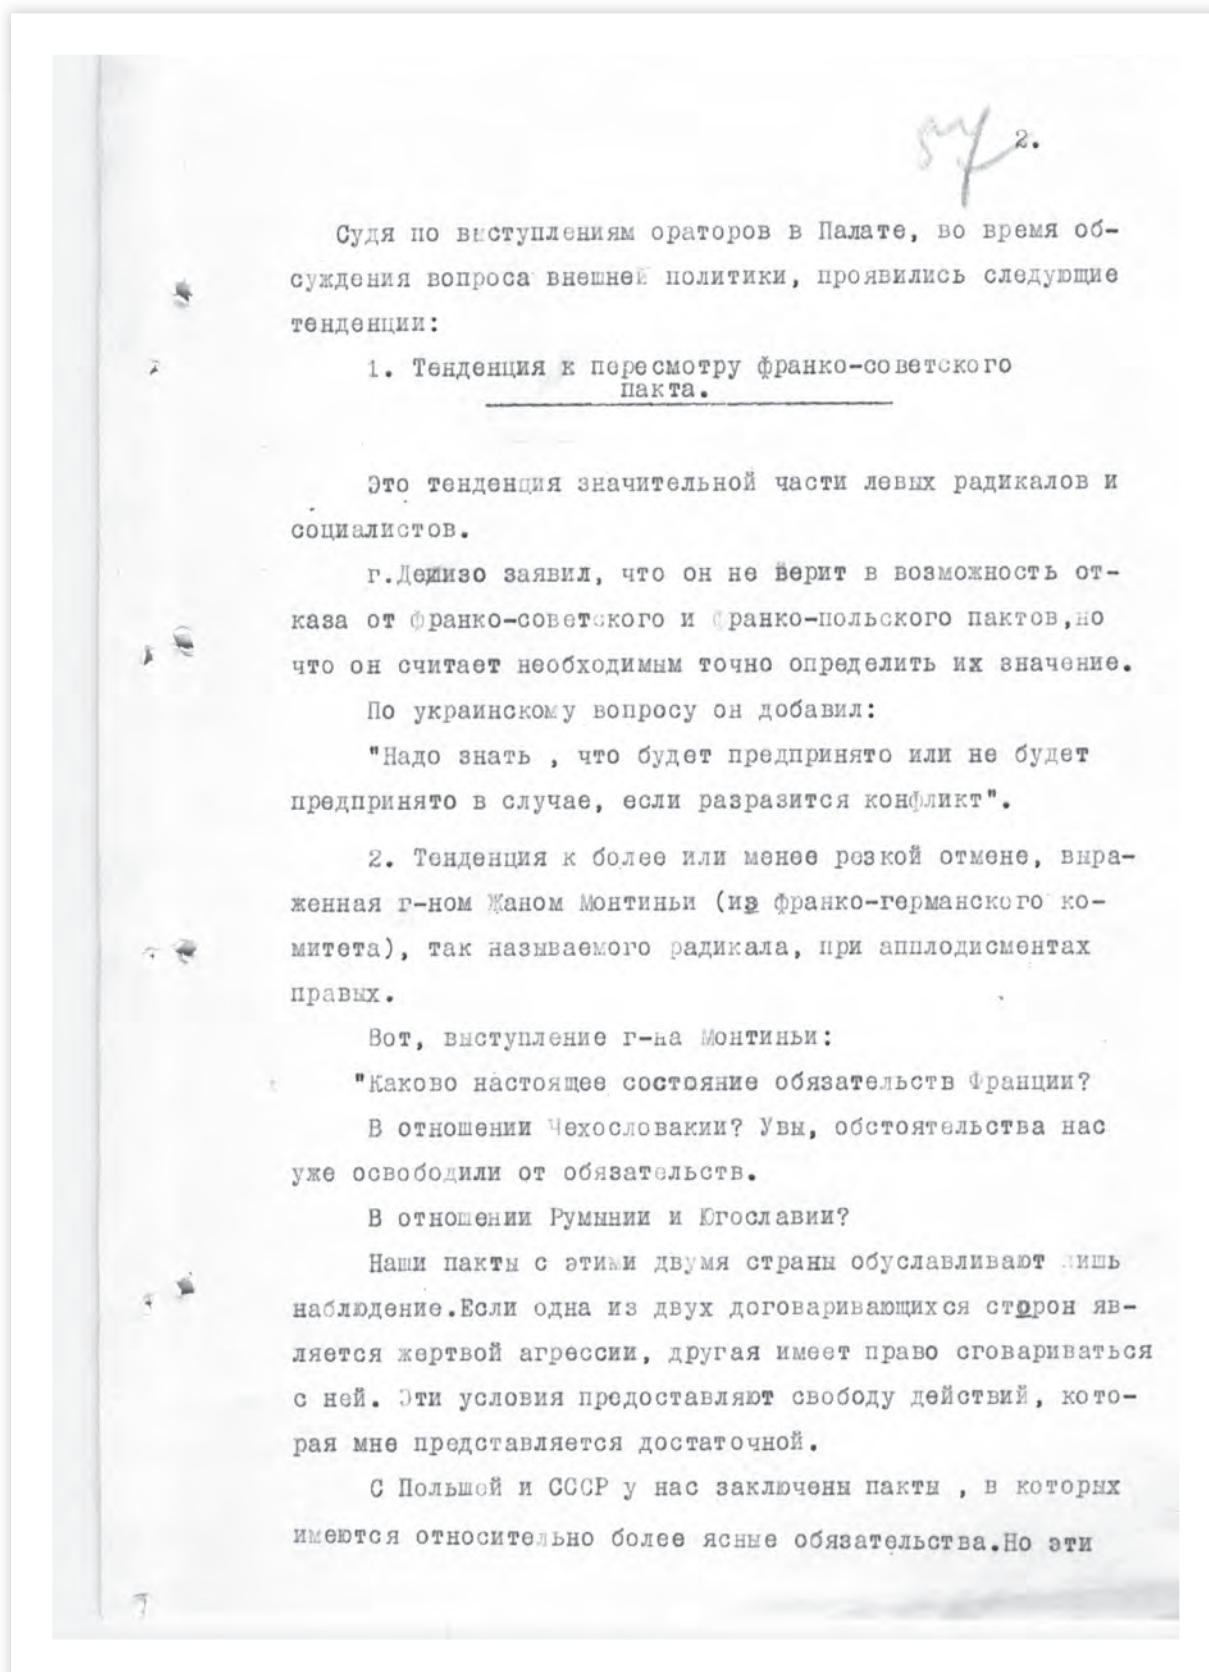 57 2.
Судя по выступлениям ораторов в Палате, во время об-
суждения вопроса внешней политики, проявились следующие
тенденции:
1. Тенденция к пересмотру франко-советского
пакта.
Это тенденция значительной части левых радикалов и
социалистов.
г.Дешизо заявил, что он не верит в возможность от-
каза от франко-советского и франко-польского пактов,но
что он считает необходимым точно определить их значение.
По украинскому вопросу он добавил:
"Надо знать , что будет предпринято или не будет
предпринято в случае, если разразится конфликт".
2. Тенденция к более или менее резкой отмене, выра-
женная г-ном Жаном Монтиньи (из франко-германского ко-
митета), так называемого радикала, при апплодисментах
правых.
Вот, выступление г-на Монтиньи:
"Каково настоящее состояние обязательств Франции?
В отношении Чехословакии? Увы, обстоятельства нас
уже освободили от обязательств.
В отношении Румынии и Югославии?
Наши пакты с этими двумя страны обуславливают лишь
наблюдение.Если одна из двух договаривающихся сторон яв-
ляется жертвой агрессии, другая имеет право сговариваться
с ней. Эти условия предоставляют свободу действий, кото-
рая мне представляется достаточной.
С Польшей и СССР у нас заключены пакты , в которых
имеются относительно более ясные обязательства.Но эти